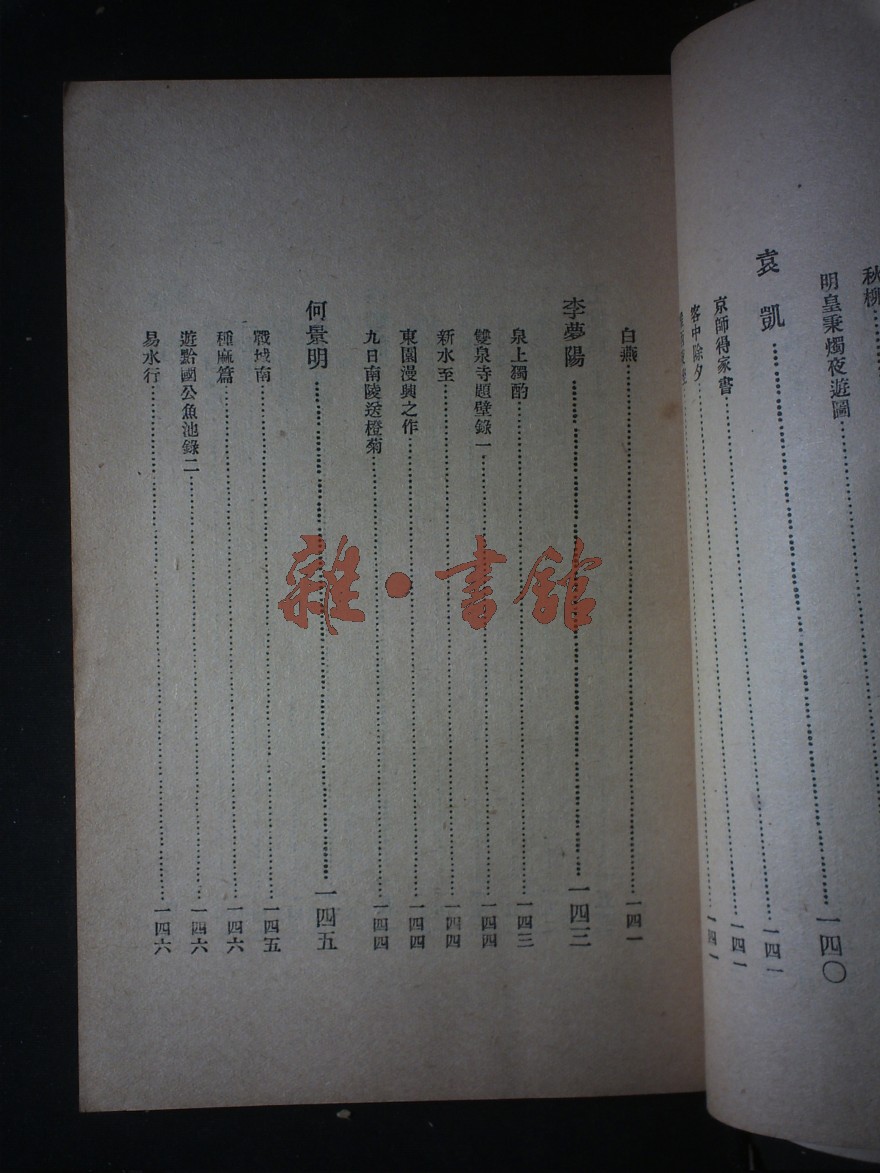 秋柳
明皇秉燭夜遊圖……一四〇
袁凱……一四一
京師得家書……一四一
客中除夕……一四一
白燕……一四一
李夢陽……一四三
泉上獨酌……一四三
雙泉寺題壁錄一……一四四
新水至……一四四
東園漫興之作……一四四
九日南陵送橙菊……一四四
何景明……一四五
戰城南……一四五
種麻篇……一四六
遊黔國公魚池錄二……一四六
易水行……一四六
雜·書館